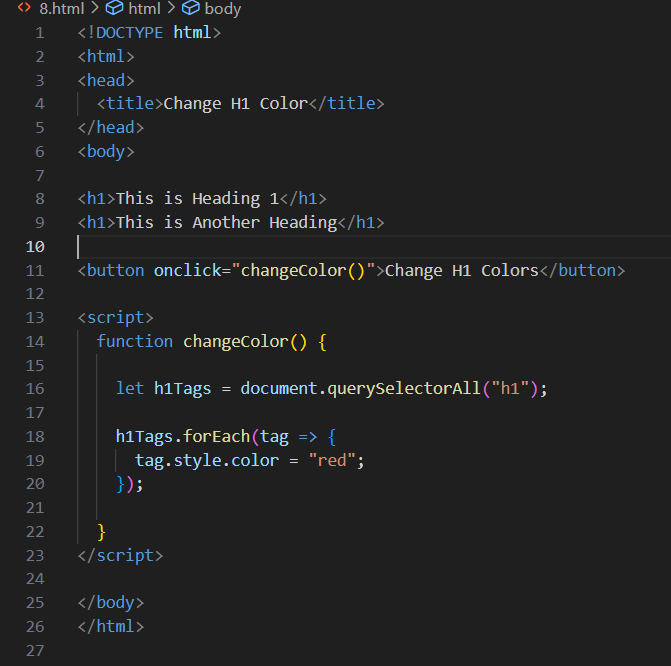 8.html > html > body
1 <!DOCTYPE html>
2 <html>
3 <head>
4   <title>Change H1 Color</title>
5 </head>
6 <body>
7
8 <h1>This is Heading 1</h1>
9 <h1>This is Another Heading</h1>
10
11 <button onclick="changeColor()">Change H1 Colors</button>
12
13 <script>
14   function changeColor() {
15
16     let h1Tags = document.querySelectorAll("h1");
17
18     h1Tags.forEach(tag => {
19       tag.style.color = "red";
20     });
21
22   }
23 </script>
24
25 </body>
26 </html>
27